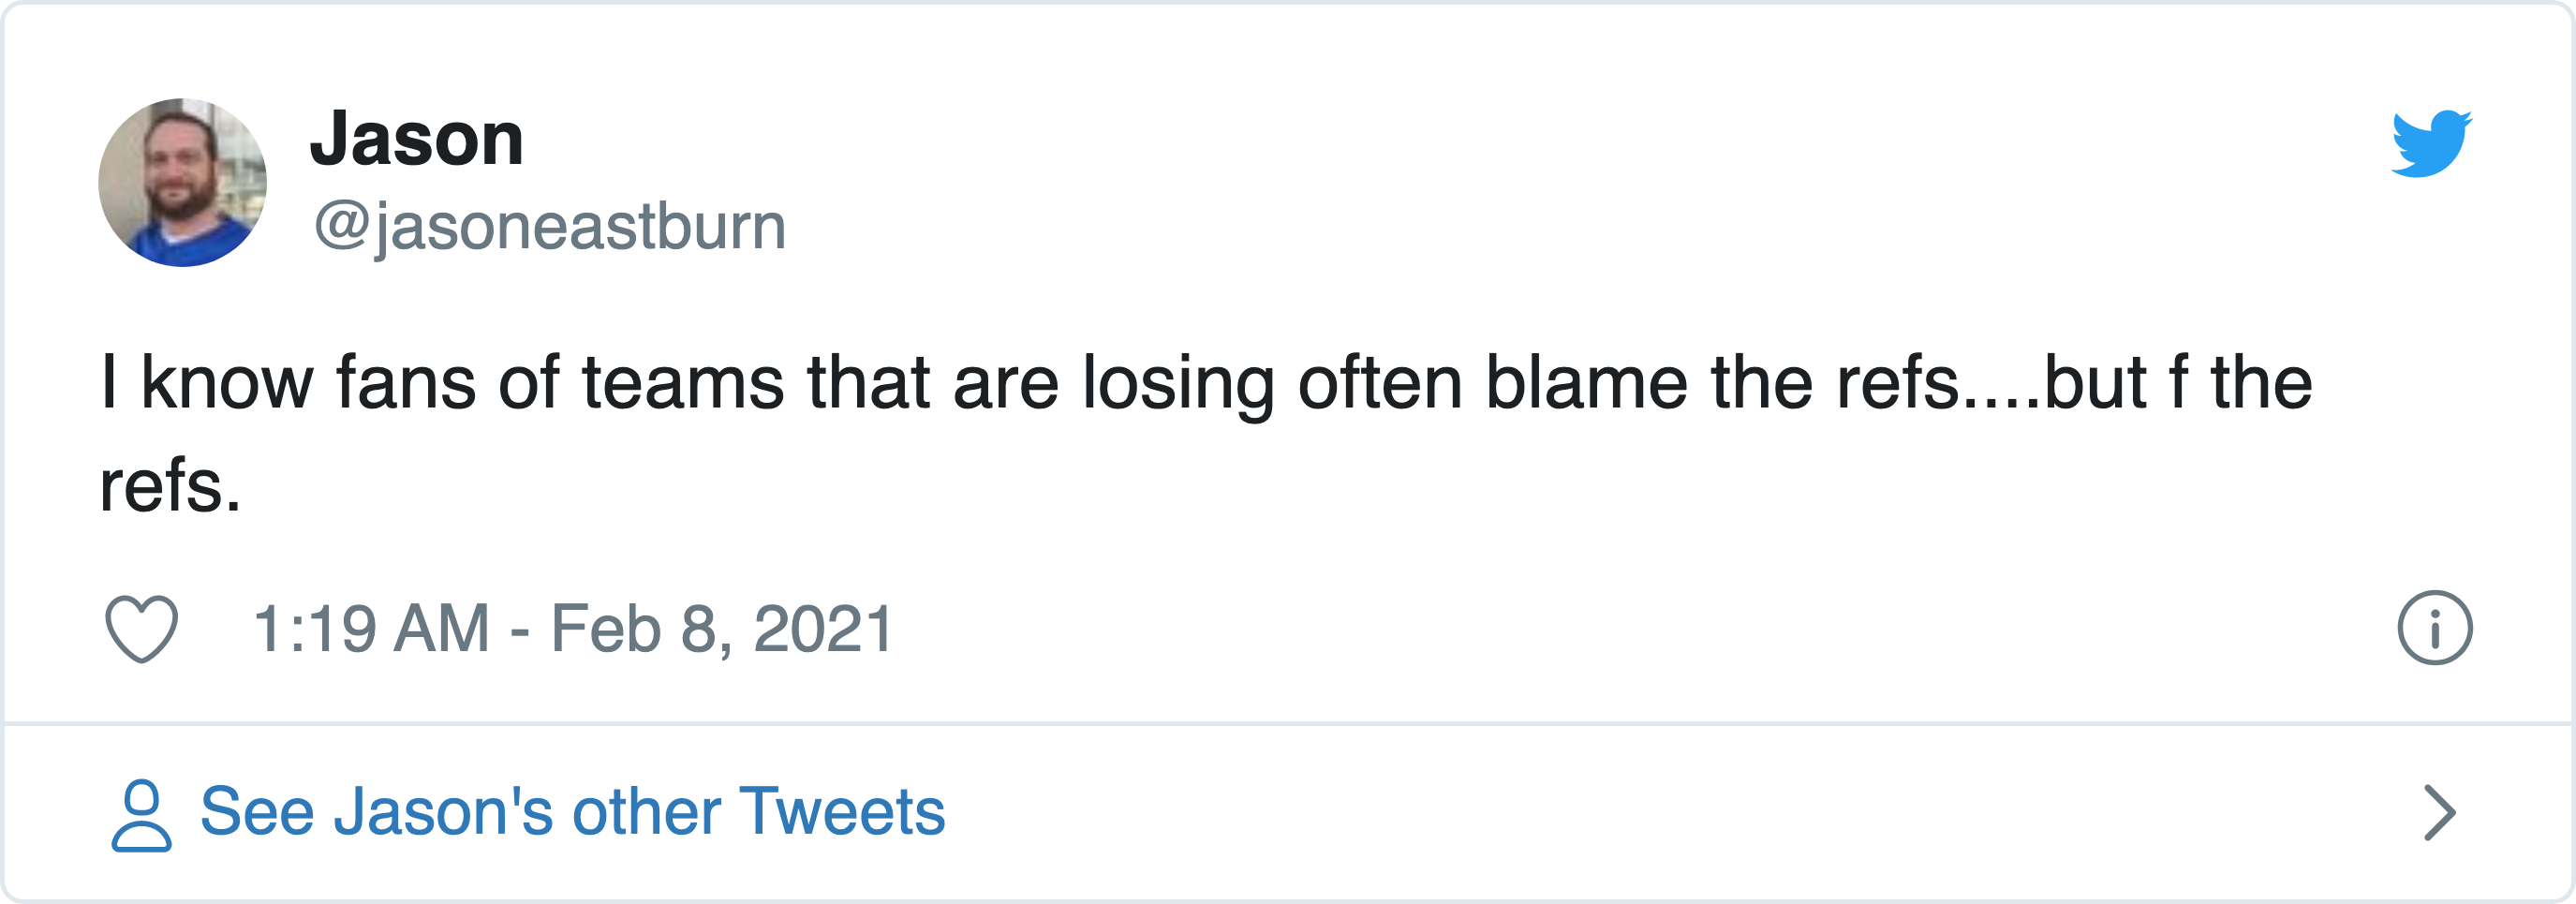 Jason
@jasoneastburn
I know fans of teams that are losing often blame the refs....but f the
refs.
1:19 AM - Feb 8, 2021
See Jason's other Tweets